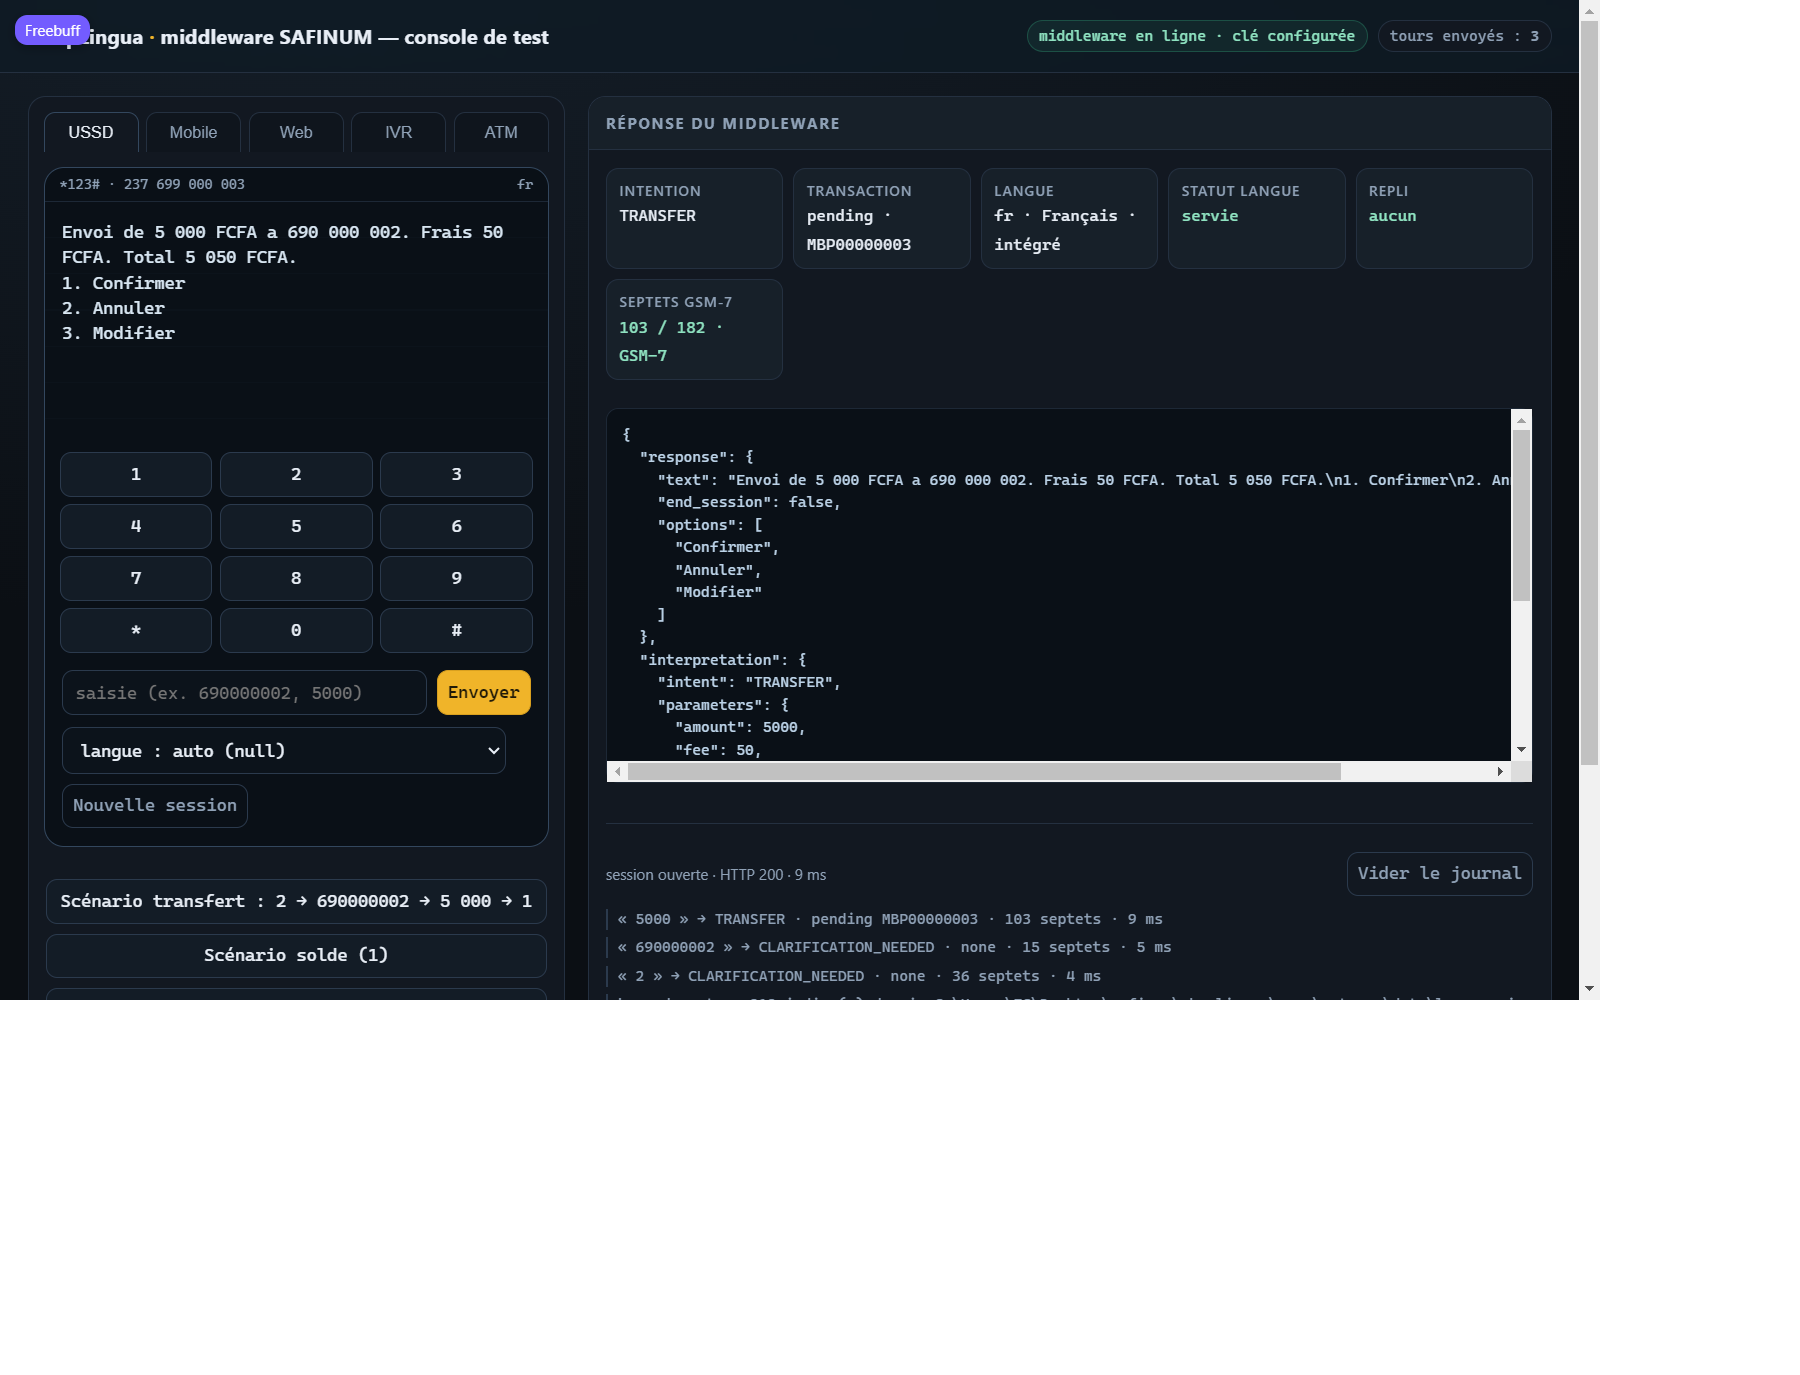 Freebuff
ingua · middleware SAFINUM — console de test
middleware en ligne · clé configurée
tours envoyés : 3
USSD
Mobile
Web
IVR
ATM
*123# · 237 699 000 003
fr
Envoi de 5 000 FCFA a 690 000 002. Frais 50
FCFA. Total 5 050 FCFA.
1. Confirmer
2. Annuler
3. Modifier
1
2
3
4
5
6
7
8
9
*
0
#
saisie (ex. 690000002, 5000)
Envoyer
langue : auto (null)
Nouvelle session
Scénario transfert : 2 → 690000002 → 5 000 → 1
Scénario solde (1)
RÉPONSE DU MIDDLEWARE
INTENTION
TRANSFER
TRANSACTION
pending ·
MBP00000003
LANGUE
fr · Français ·
intégré
STATUT LANGUE
servie
REPLI
aucun
SEPTETS GSM-7
103 / 182 ·
GSM-7
{
"response": {
"text": "Envoi de 5 000 FCFA a 690 000 002. Frais 50 FCFA. Total 5 050 FCFA.\n1. Confirmer\n2. An
"end_session": false,
"options": [
"Confirmer",
"Annuler",
"Modifier"
]
},
"interpretation": {
"intent": "TRANSFER",
"parameters": {
"amount": 5000,
"fee": 50,
session ouverte · HTTP 200 · 9 ms
Vider le journal
« 5000 » → TRANSFER · pending MBP00000003 · 103 septets · 9 ms
« 690000002 » → CLARIFICATION_NEEDED · none · 15 septets · 5 ms
« 2 » → CLARIFICATION_NEEDED · none · 36 septets · 4 ms